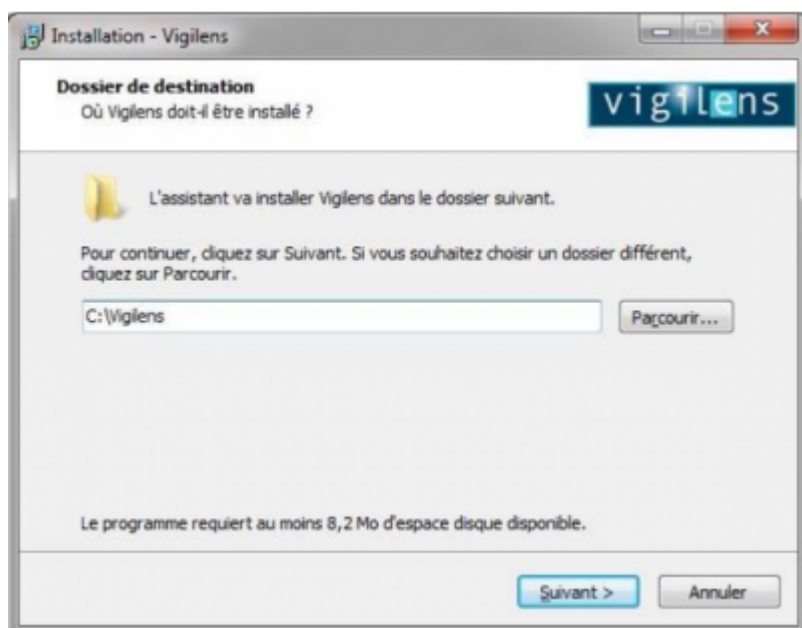 Installation - Vigilens
Dossier de destination
Où Vigilens doit-il être installé ?
vigilens
L'assistant va installer Vigilens dans le dossier suivant.
Pour continuer, cliquez sur Suivant. Si vous souhaitez choisir un dossier différent,
cliquez sur Parcourir.
C:\Vigilens
Parcourir...
Le programme requiert au moins 8,2 Mo d'espace disque disponible.
Suivant >
Annuler